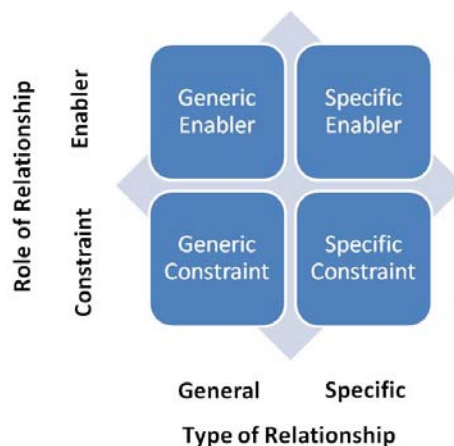 Role of Relationship
Enabler
Constraint
Generic
Enabler
Specific
Enabler
Generic
Constraint
Specific
Constraint
General
Specific
Type of Relationship